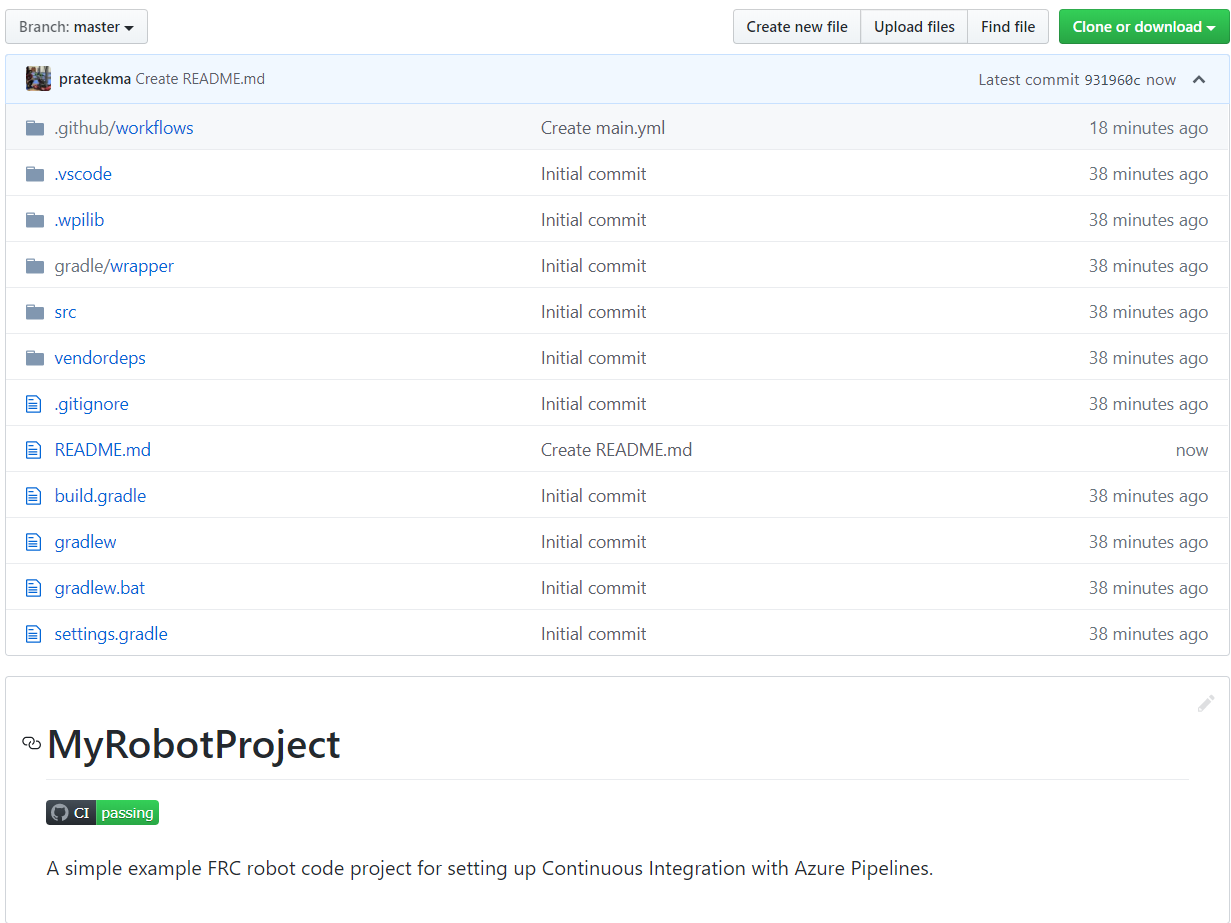 Branch: master Create new file Upload files Find file Clone or download
prateekma Create README.md Latest commit 931960c now
.github/workflows Create main.yml 18 minutes ago
.vscode Initial commit 38 minutes ago
.wpilib Initial commit 38 minutes ago
gradle/wrapper Initial commit 38 minutes ago
src Initial commit 38 minutes ago
vendordeps Initial commit 38 minutes ago
.gitignore Initial commit 38 minutes ago
README.md Create README.md now
build.gradle Initial commit 38 minutes ago
gradlew Initial commit 38 minutes ago
gradlew.bat Initial commit 38 minutes ago
settings.gradle Initial commit 38 minutes ago
MyRobotProject
CI passing
A simple example FRC robot code project for setting up Continuous Integration with Azure Pipelines.